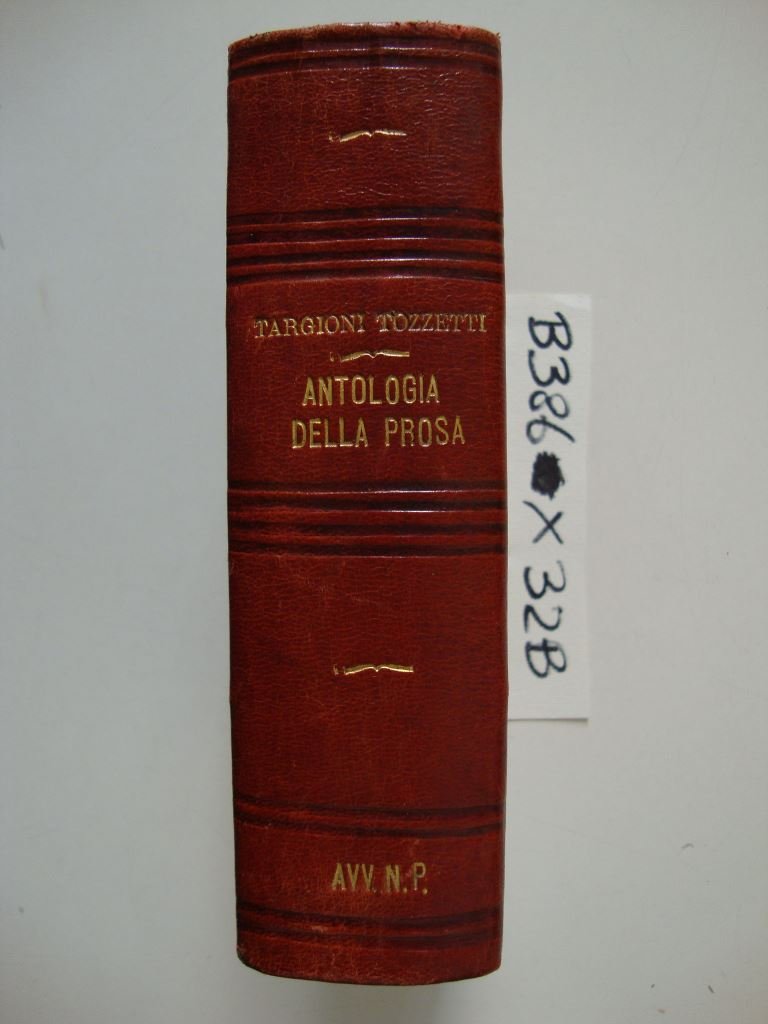 TARGIONI TOZZETTI
ANTOLOGIA
DELLA PROSA
AVV. N. P.
B386 X 32B